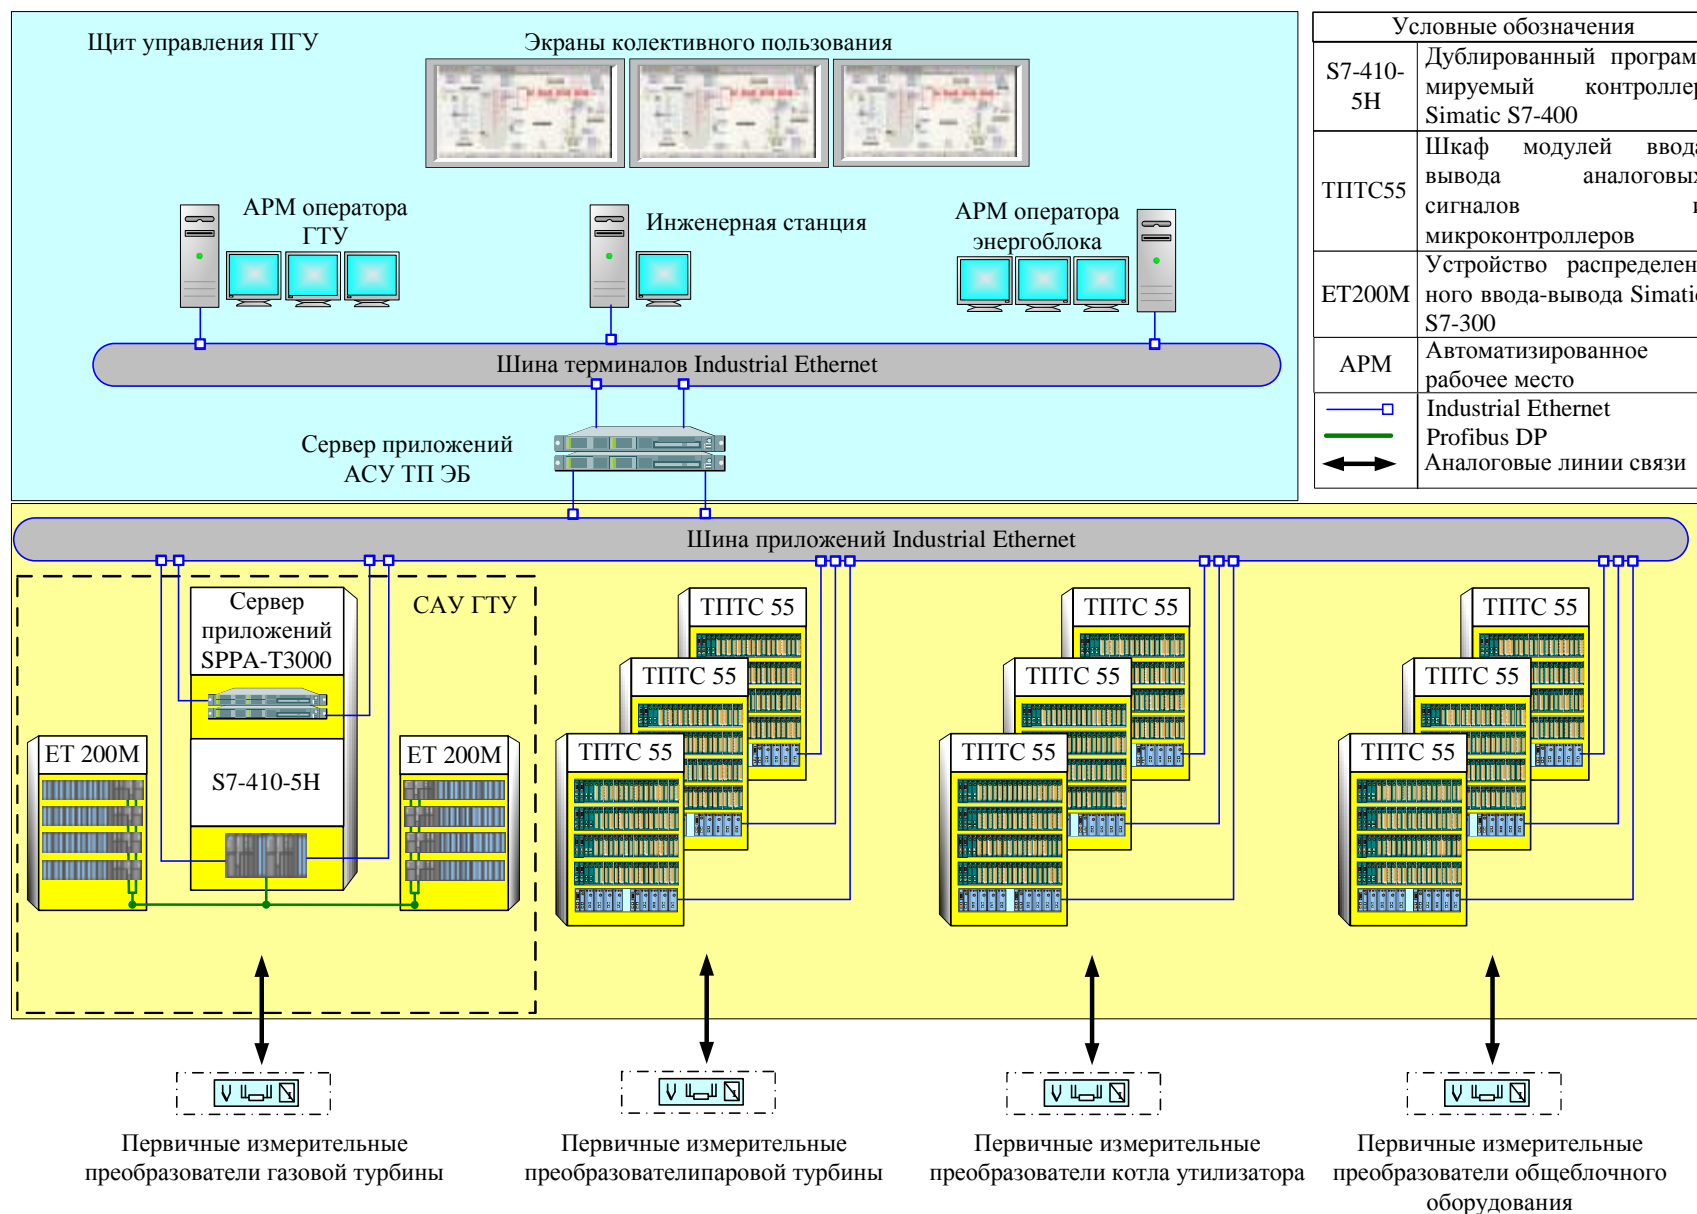 Щит управления ПГУ
Экраны колективного пользования
АРМ оператора
ГТУ
Инженерная станция
АРМ оператора
энергоблока
Шина терминалов Industrial Ethernet
Сервер приложений
АСУ ТП ЭБ
Условные обозначения
S7-410-
5H
Дублированный програм
мируемый контроллер
Simatic S7-400
ТПТС55
Шкаф модулей ввода
вывода аналоговых
сигналов и
микроконтроллеров
ET200M
Устройство распределен
ного ввода-вывода Simatic
S7-300
АРМ
Автоматизированное
рабочее место
Industrial Ethernet
Profibus DP
Аналоговые линии связи
Шина приложений Industrial Ethernet
САУ ГТУ
Сервер
приложений
SPPA-T3000
S7-410-5H
ET 200M
ET 200M
ТПТС 55
ТПТС 55
ТПТС 55
ТПТС 55
ТПТС 55
ТПТС 55
ТПТС 55
ТПТС 55
ТПТС 55
Первичные измерительные
преобразователи газовой турбины
Первичные измерительные
преобразователипаровой турбины
Первичные измерительные
преобразователи котла утилизатора
Первичные измерительные
преобразователи общеблочного
оборудования